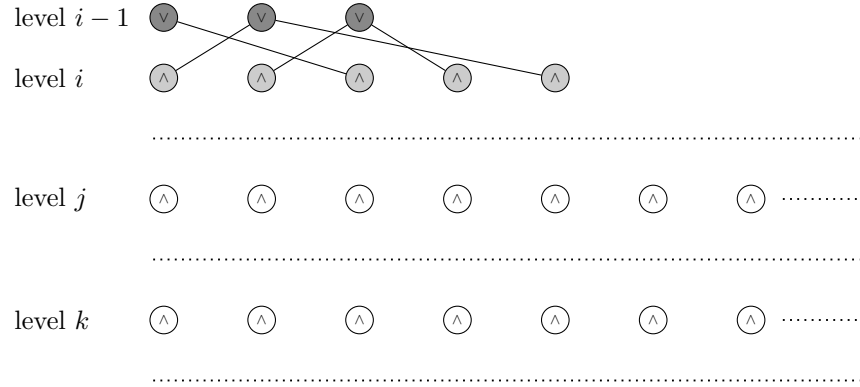 level i − 1 ∨ ∨ ∨
level i ∧ ∧ ∧ ∧ ∧
level j ∧ ∧ ∧ ∧ ∧ ∧ ∧
level k ∧ ∧ ∧ ∧ ∧ ∧ ∧